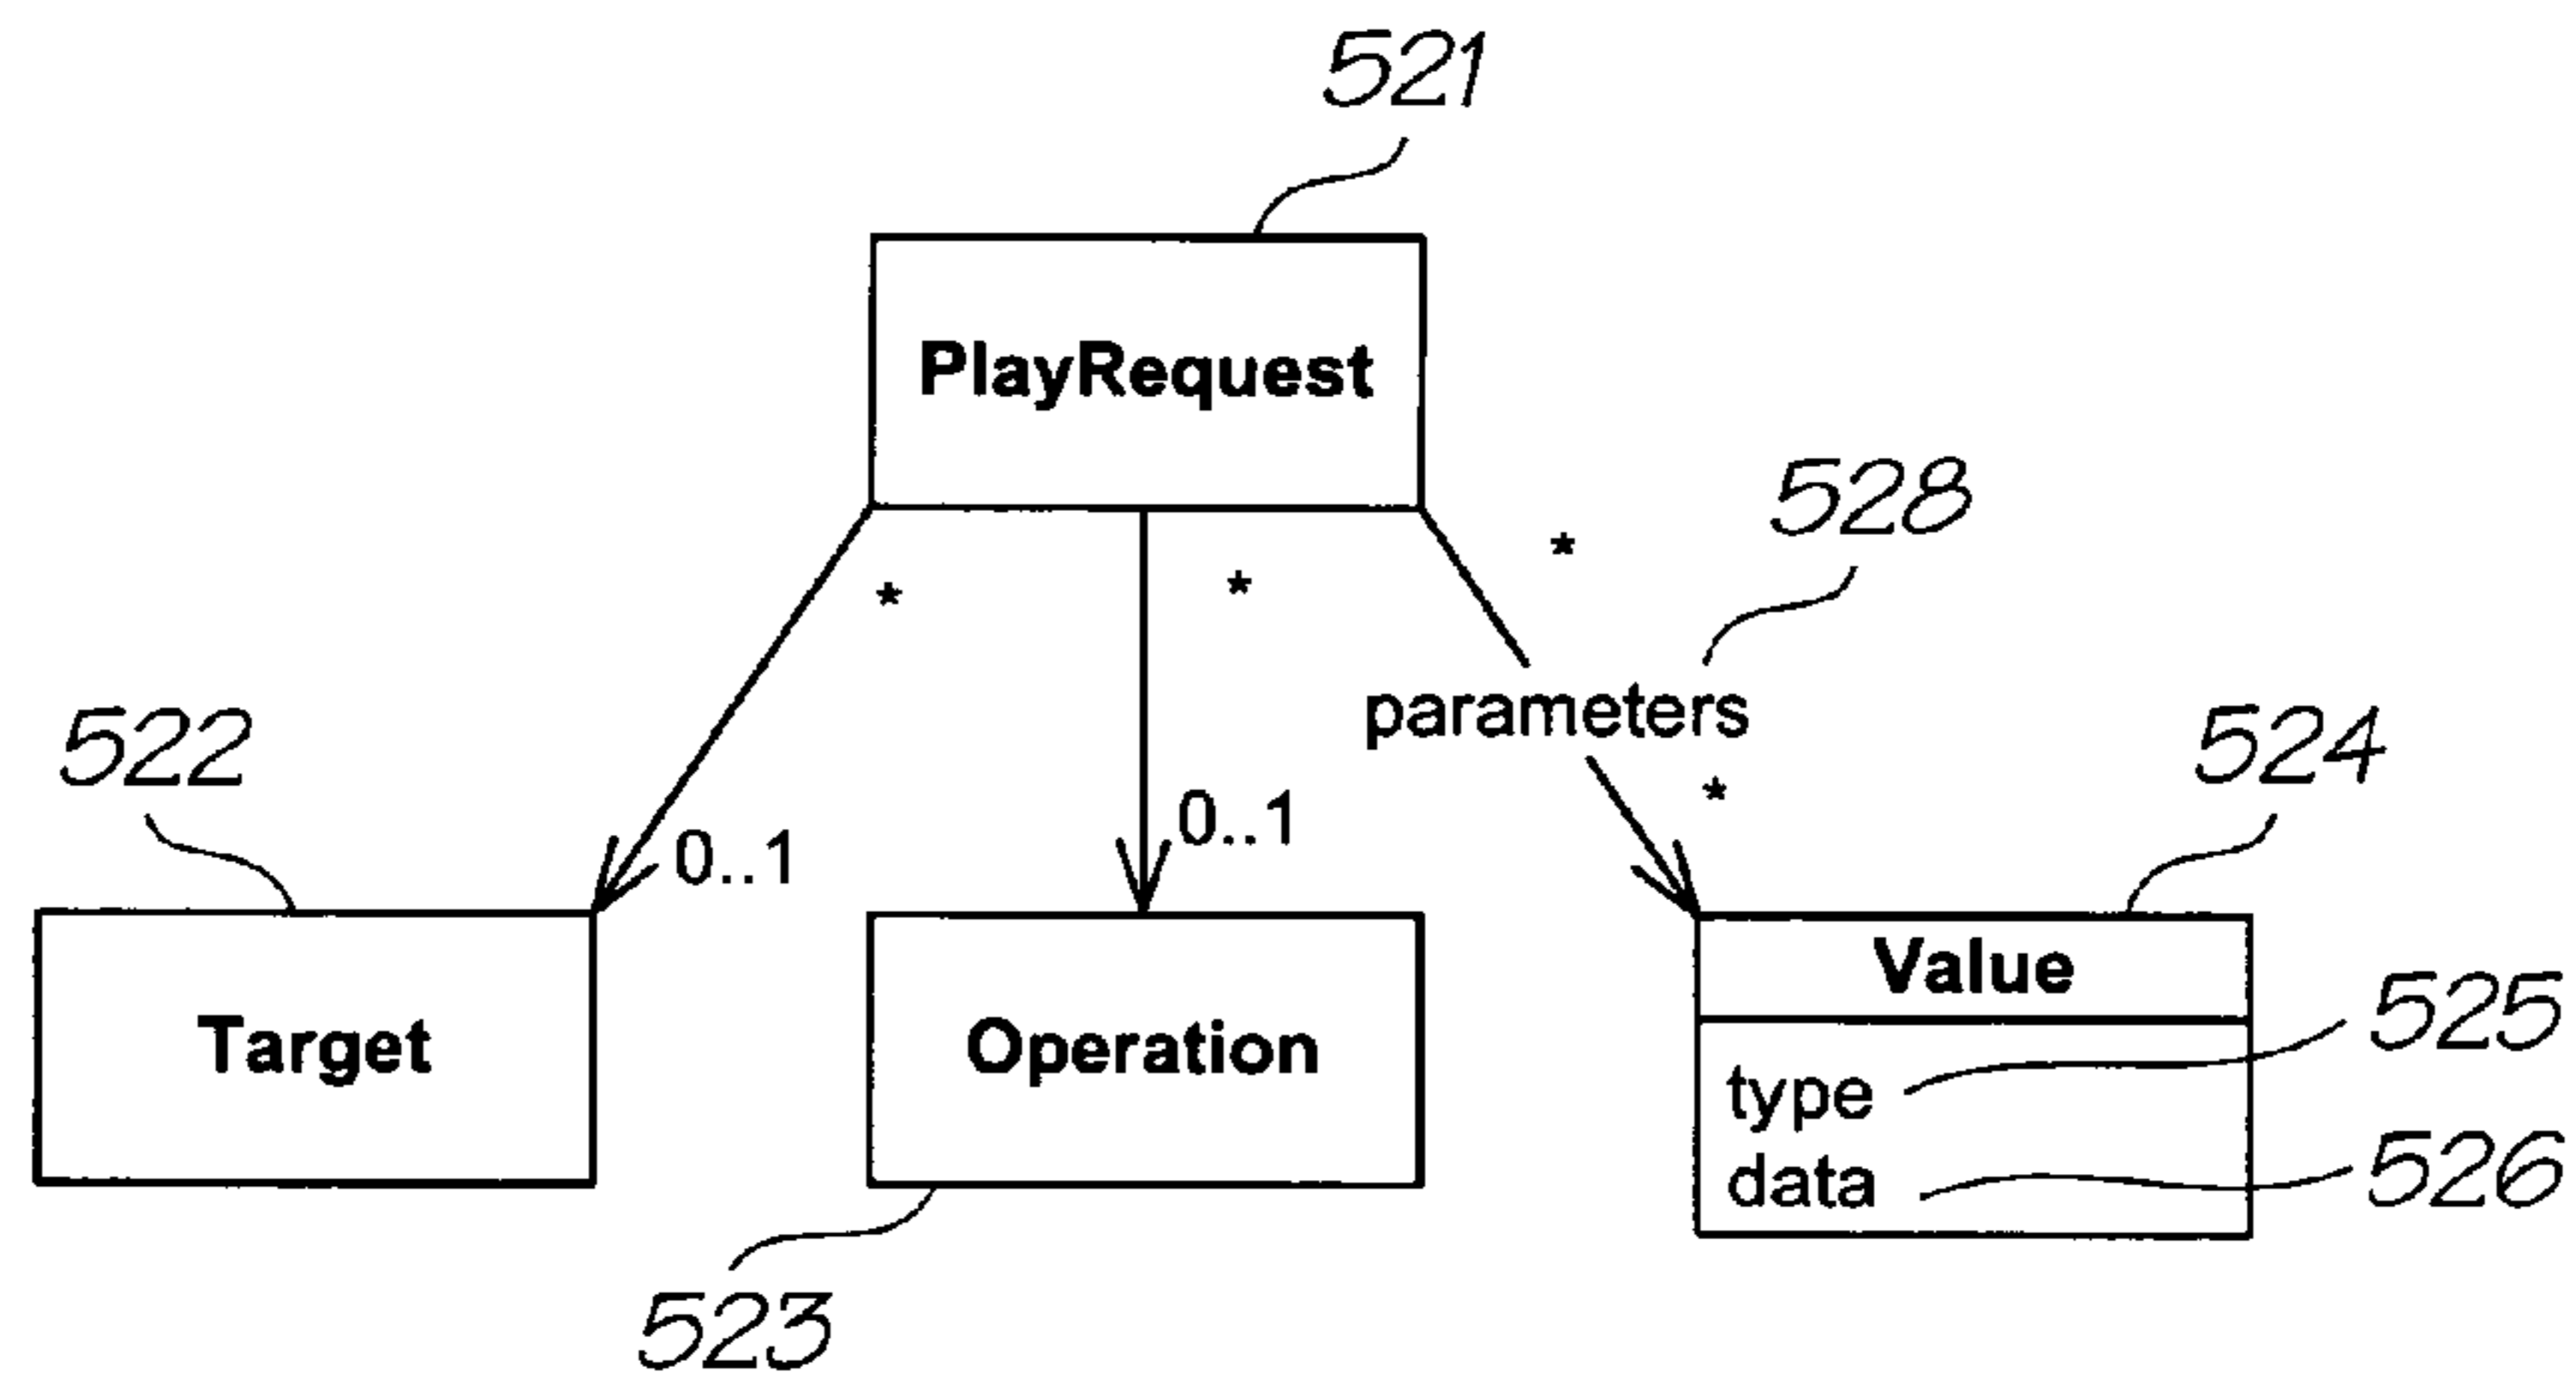 521
PlayRequest
528
*
*
*
parameters
522
524
*
0..1
0..1
Value
Target
Operation
525
type
data
526
523